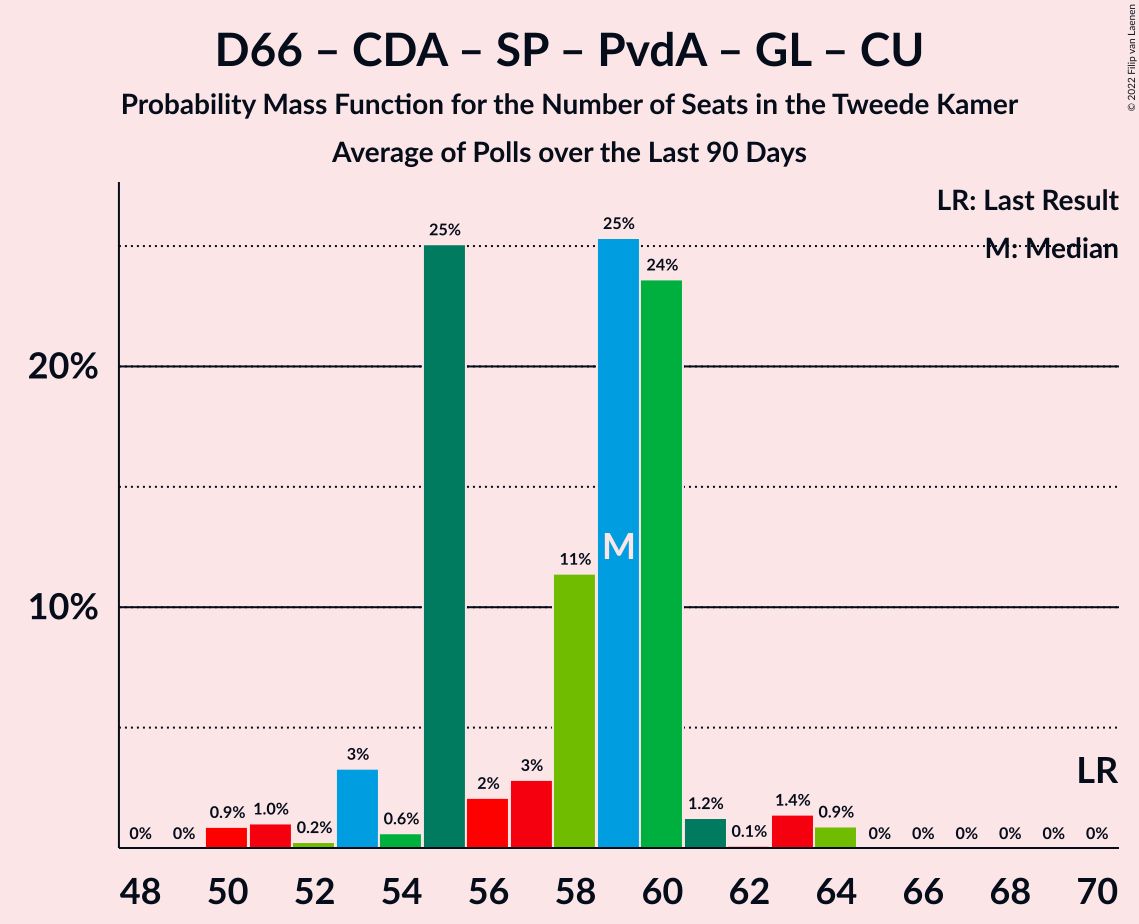 D66 – CDA – SP – PvdA – GL – CU
Probability Mass Function for the Number of Seats in the Tweede Kamer
Average of Polls over the Last 90 Days
© 2022 Filip van Laenen
LR: Last Result
M: Median
20%
10%
0% 0% 0.9% 1.0% 0.2% 3% 0.6% 25% 2% 3% 11% 25% 24% 1.2% 0.1% 1.4% 0.9% 0% 0% 0% 0% 0% 0%
M
LR
48 50 52 54 56 58 60 62 64 66 68 70